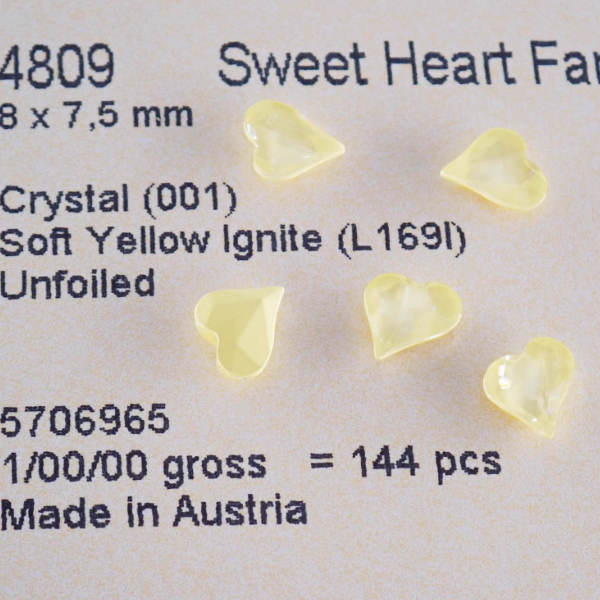 4809 Sweet Heart Fan
8 x 7,5 mm
Crystal (001)
Soft Yellow Ignite (L169I)
Unfoiled
5706965
1/00/00 gross = 144 pcs
Made in Austria